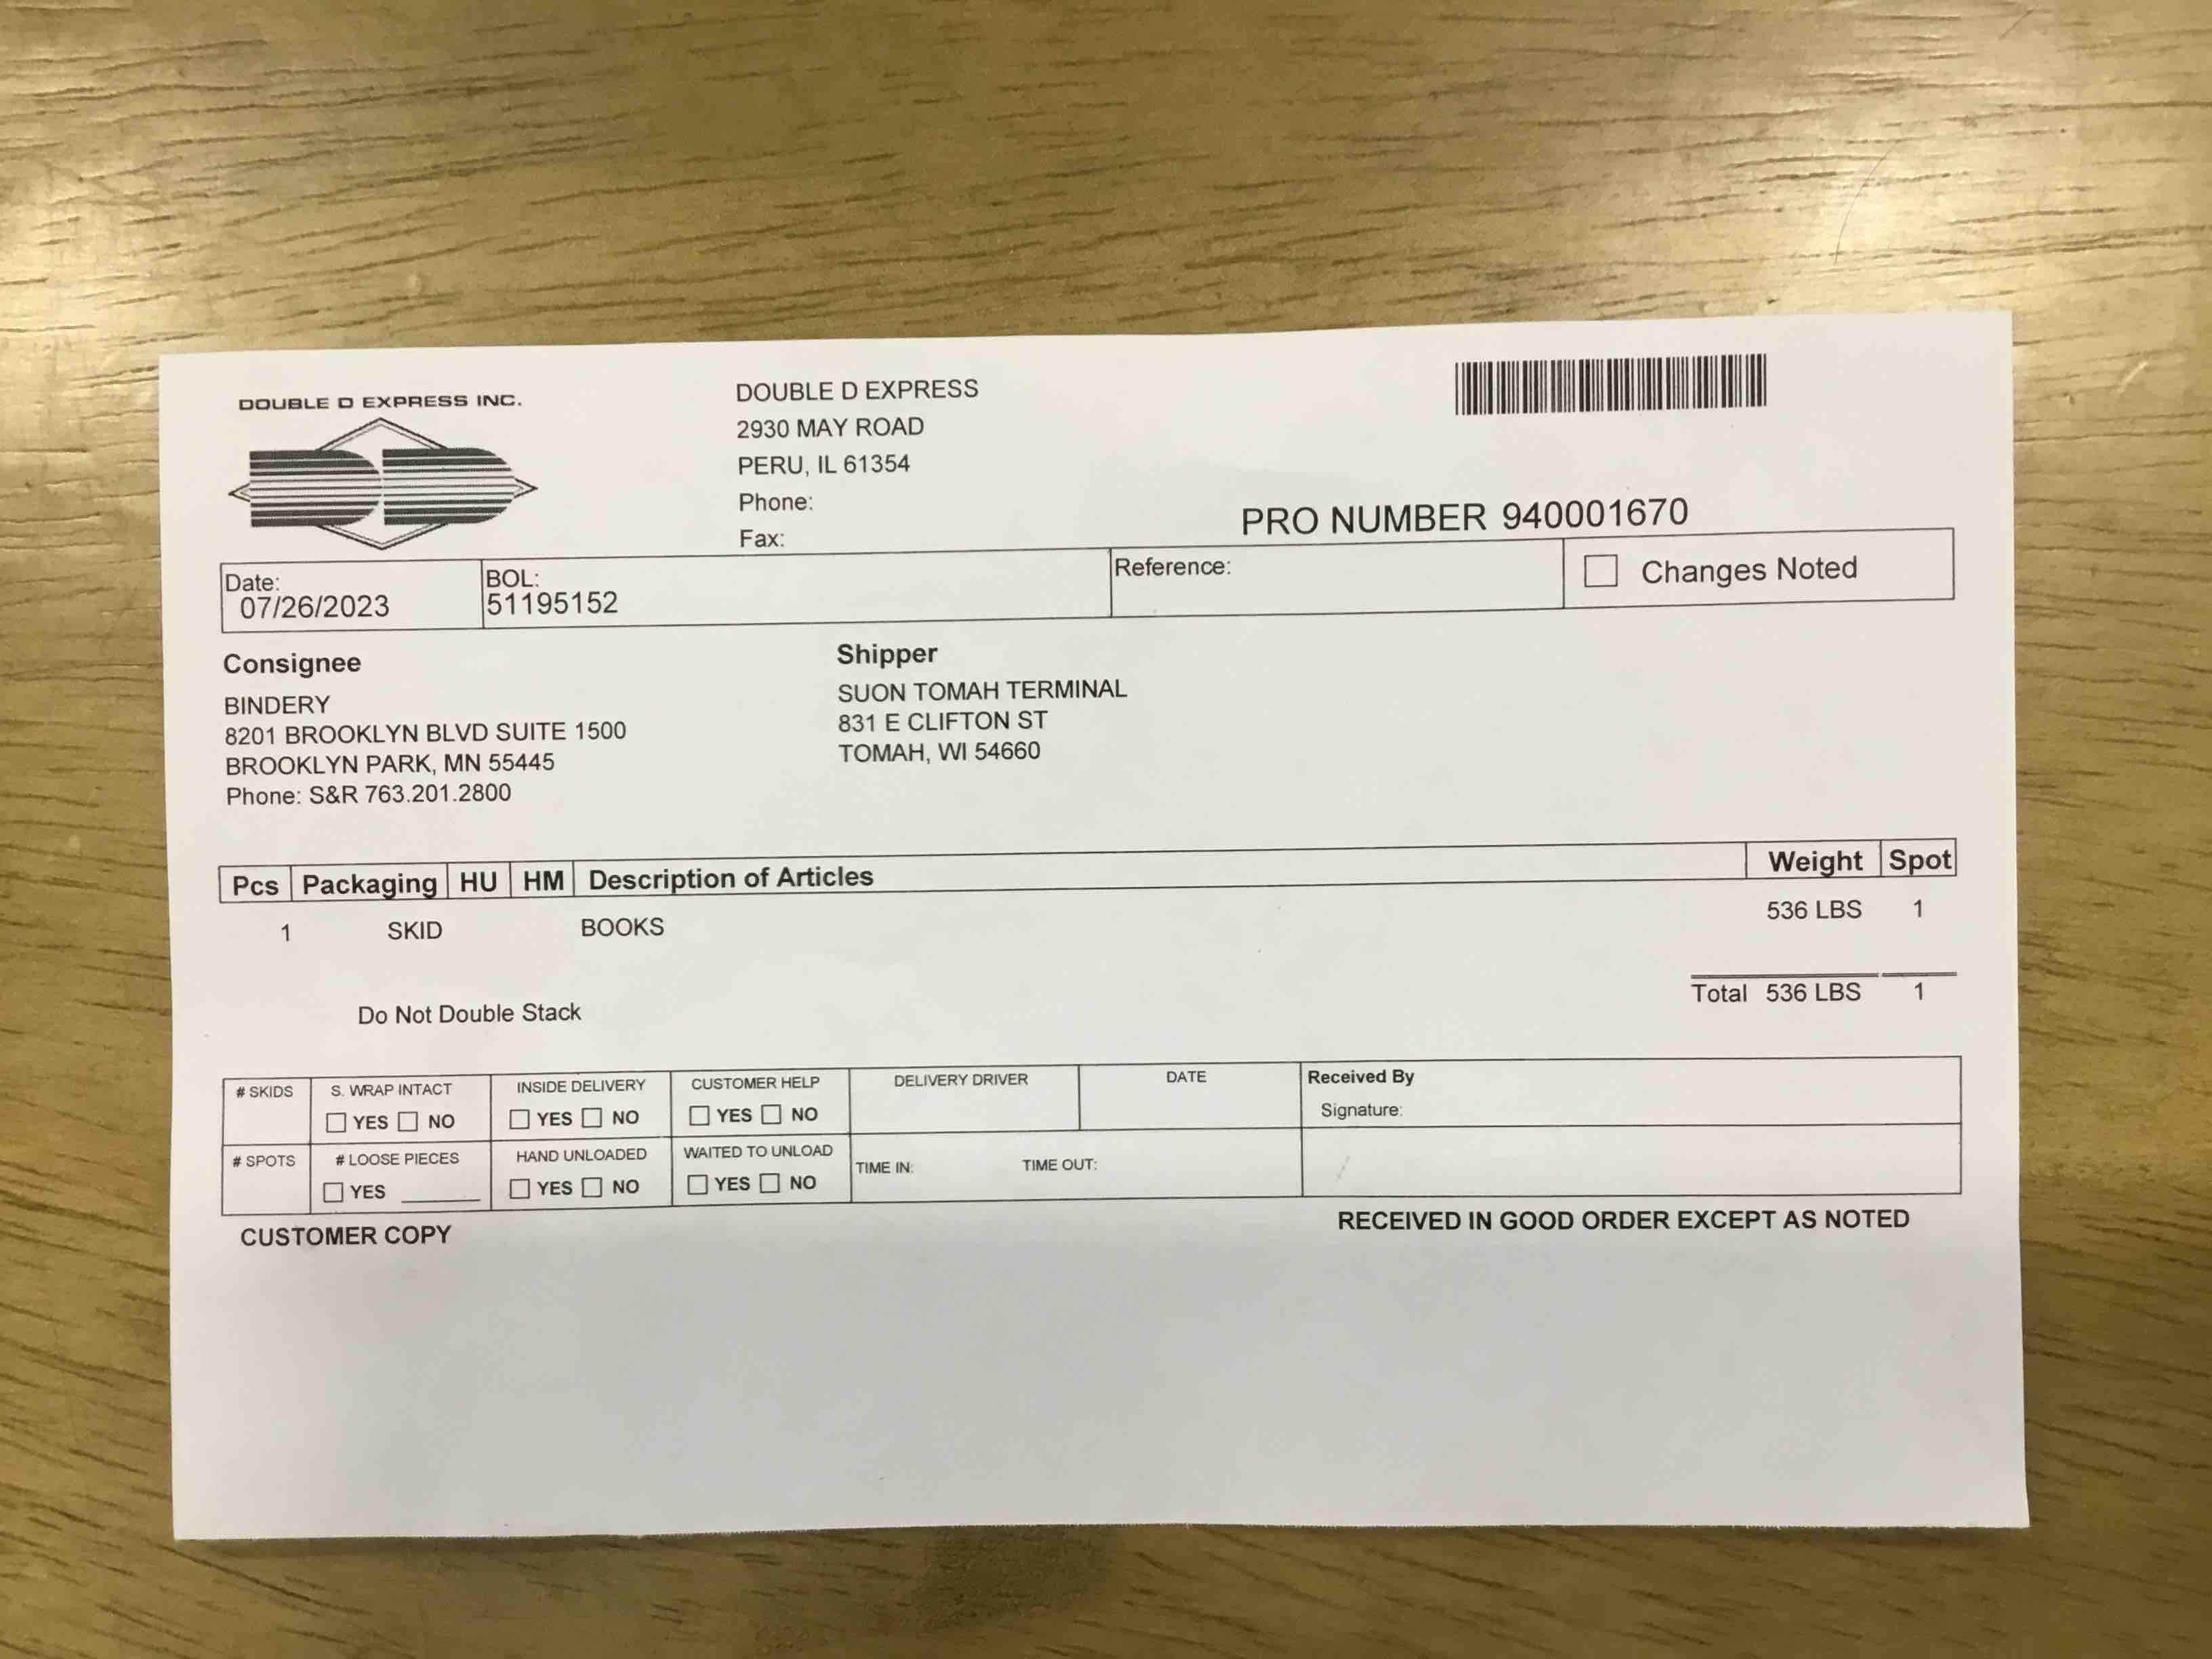 DOUBLE D EXPRESS INC.
DOUBLE D EXPRESS
2930 MAY ROAD
PERU, IL 61354
Phone:
Fax:
PRO NUMBER 940001670
Date:
07/26/2023
BOL:
51195152
Reference:
Changes Noted
Consignee
BINDERY
8201 BROOKLYN BLVD SUITE 1500
BROOKLYN PARK, MN 55445
Phone: S&R 763.201.2800
Shipper
SUON TOMAH TERMINAL
831 E CLIFTON ST
TOMAH, WI 54660
Pcs Packaging HU HM Description of Articles Weight Spot
1 SKID BOOKS 536 LBS 1
Total 536 LBS 1
Do Not Double Stack
# SKIDS
S. WRAP INTACT
YES NO
INSIDE DELIVERY
YES NO
CUSTOMER HELP
YES NO
DELIVERY DRIVER
DATE
Received By
Signature:
# SPOTS
# LOOSE PIECES
YES
HAND UNLOADED
YES NO
WAITED TO UNLOAD
YES NO
TIME IN: TIME OUT:
CUSTOMER COPY
RECEIVED IN GOOD ORDER EXCEPT AS NOTED